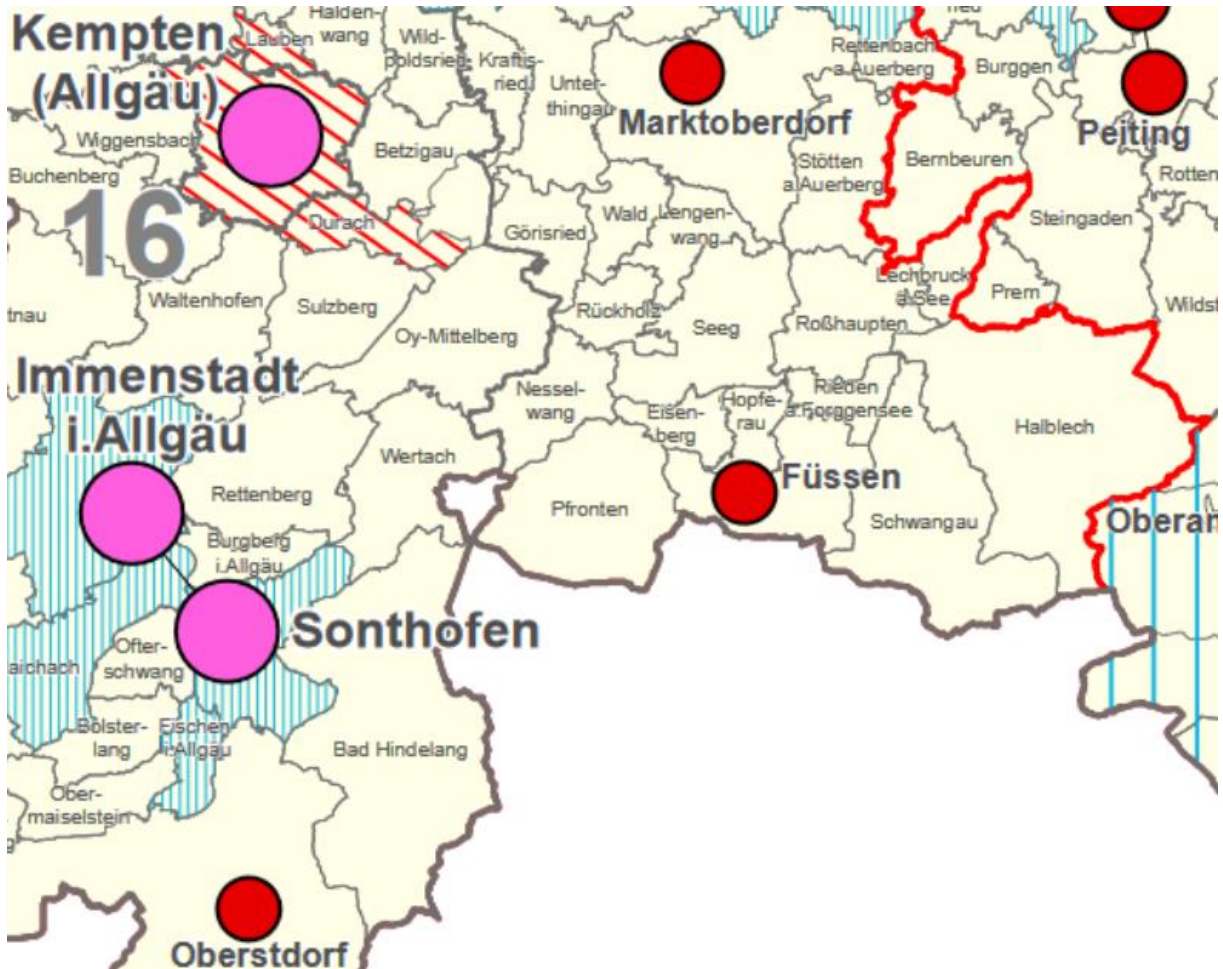 Kempten
(Allgäu)
Halden-
wang
Lauben
Wild-
poldsried
Kraftis-
ried
Unter-
thingau
Marktoberdorf
Rettenbach
a.Auerberg
Burggen
Peiting
Wiggensbach
Buchenberg
Betzigau
Stötten
a.Auerberg
Bernbeuren
Rotten
16
Durach
Görisried
Wald
Lengen-
wang
Steingaden
Waltenhofen
Sulzberg
Oy-Mittelberg
Rückholz
Seeg
Roßhaupten
Lechbruck
a.See
Prem
Wildst
tnau
Immenstadt
i.Allgäu
Nessel-
wang
Eisen-
berg
Hopfe-
rau
Rieden
a.Forggensee
Halblech
Wertach
Rettenberg
Pfronten
Füssen
Schwangau
Oberan
Burgberg
i.Allgäu
Sonthofen
Ofter-
schwang
aichach
Bolster-
lang
Fischen
i.Allgäu
Bad Hindelang
Ober-
maiselstein
Oberstdorf